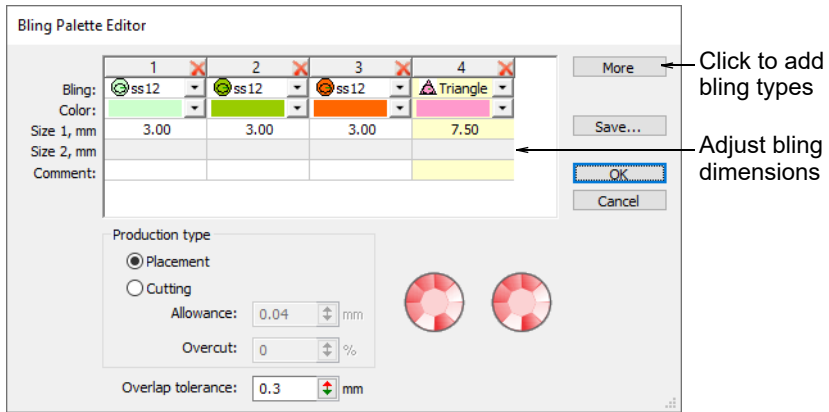 Bling Palette Editor
1 2 3 4 More
Bling: ss12 ss12 ss12 Triangle
Color:
Size 1, mm 3.00 3.00 3.00 7.50 Save...
Size 2, mm
Comment: OK
Cancel
Click to add
bling types
Adjust bling
dimensions
Production type
Placement
Cutting
Allowance: 0.04 mm
Overcut: 0 %
Overlap tolerance: 0.3 mm